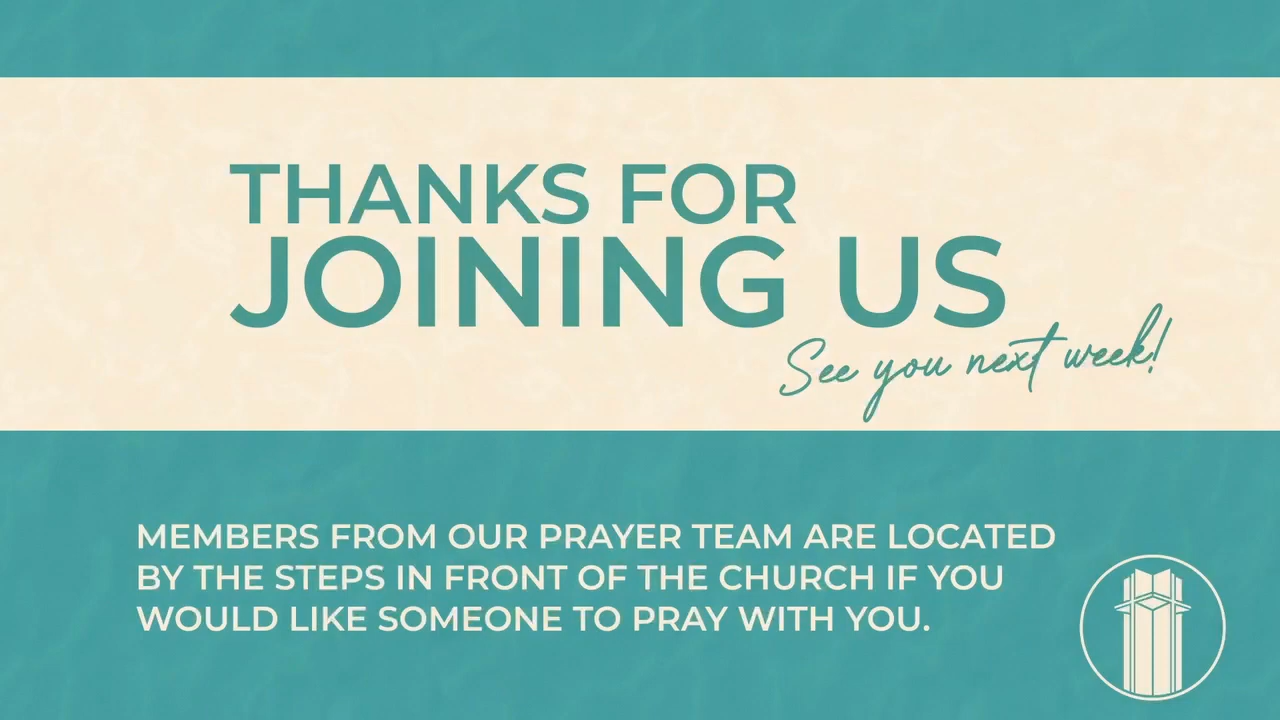 THANKS FOR
JOINING US
See you next week!
MEMBERS FROM OUR PRAYER TEAM ARE LOCATED
BY THE STEPS IN FRONT OF THE CHURCH IF YOU
WOULD LIKE SOMEONE TO PRAY WITH YOU.